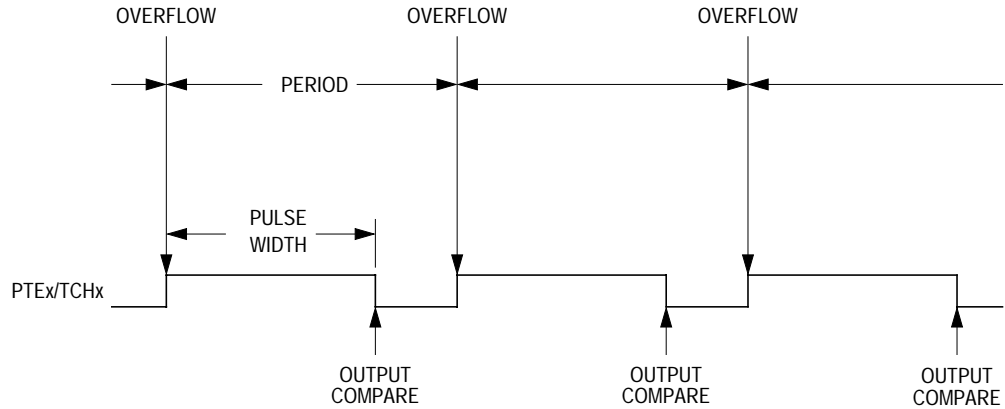 OVERFLOW OVERFLOW OVERFLOW
PERIOD
PULSE
WIDTH
PTEx/TCHx
OUTPUT
COMPARE
OUTPUT
COMPARE
OUTPUT
COMPARE